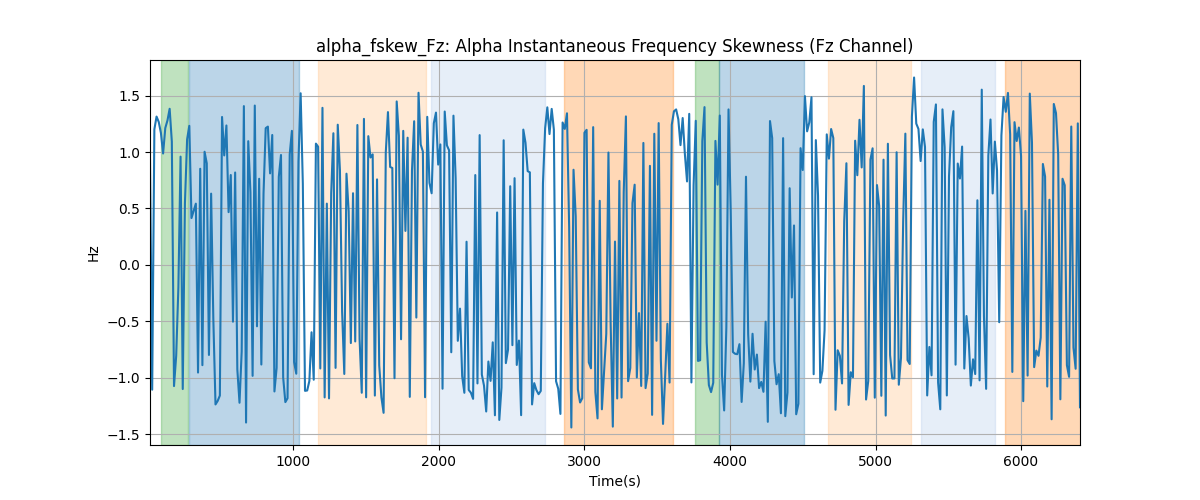 alpha_fskew_Fz: Alpha Instantaneous Frequency Skewness (Fz Channel)
1.5
1.0
0.5
0.0
−0.5
−1.0
−1.5
Hz
1000 2000 3000 4000 5000 6000
Time(s)